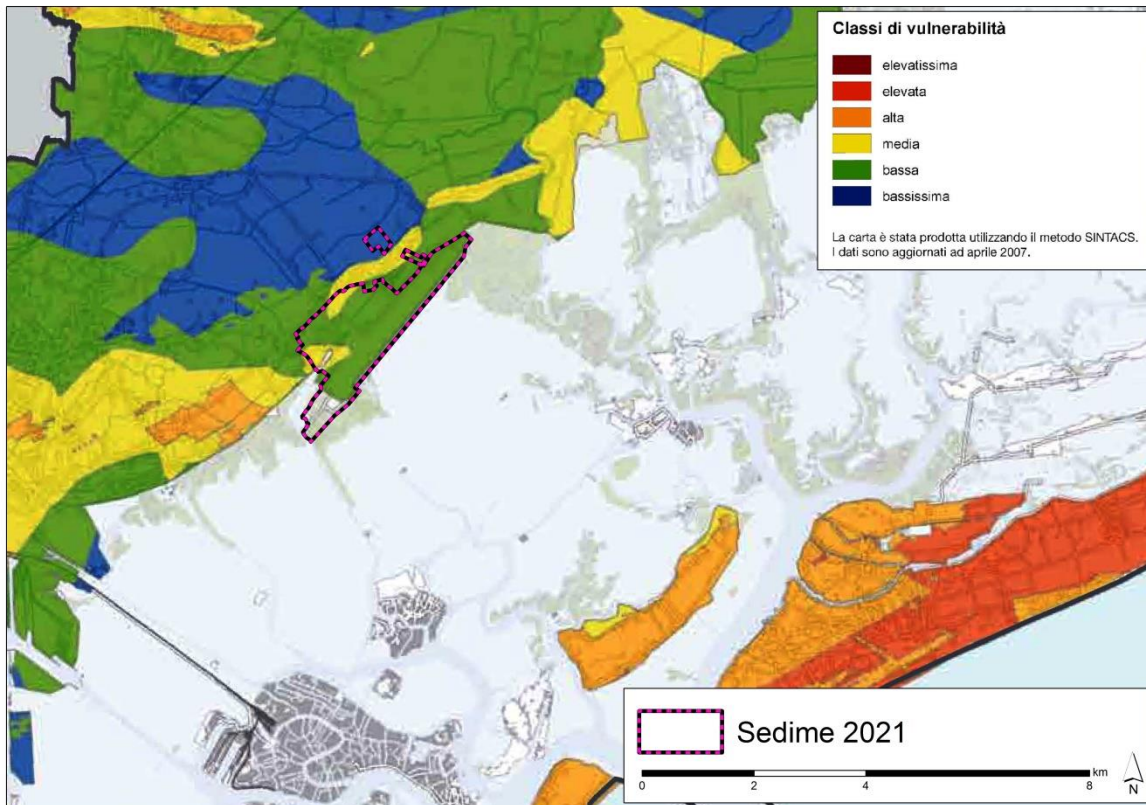 Classi di vulnerabilità
elevatissima
elevata
alta
media
bassa
bassissima
La carta è stata prodotta utilizzando il metodo SINTACS.
I dati sono aggiornati ad aprile 2007.
Sedime 2021
km
0 2 4 8
N